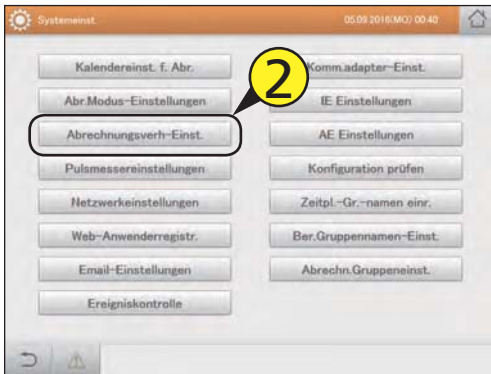 Systemeinst.
05.09.2016(MO) 00:40
Kalendereinst. f. Abr.
Abr.Modus-Einstellungen
Abrechnungsverh-Einst.
Pulsmessereinstellungen
Netzwerkeinstellungen
Web-Anwenderregistr.
Email-Einstellungen
Ereigniskontrolle
2
Komm.adapter-Einst.
IE Einstellungen
AE Einstellungen
Konfiguration prüfen
Zeitpl.-Gr.-namen einr.
Ber.Gruppennamen-Einst.
Abrechn.Gruppeneinst.